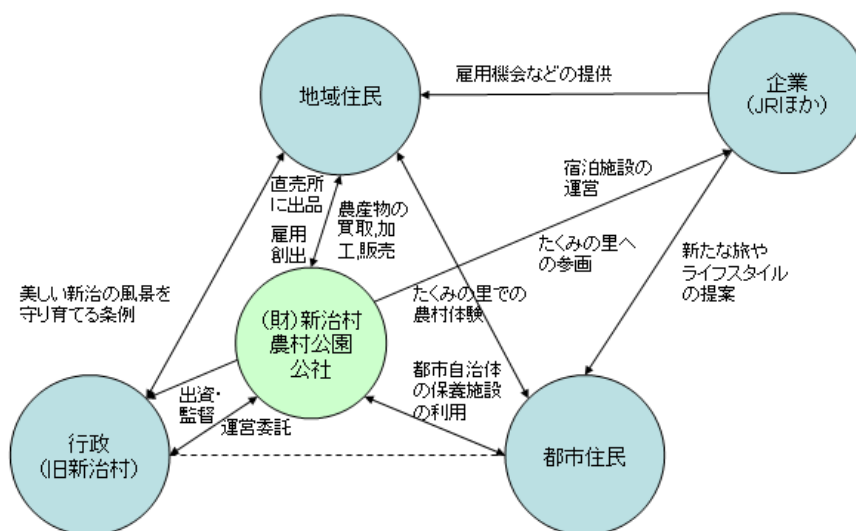 地域住民
雇用機会などの提供
企業
(JRIほか)
宿泊施設の
運営
直売所
に出品
農産物の
買取,加
工,販売
雇用
創出
たくみの里へ
の参画
新たな旅や
ライフスタイル
の提案
美しい新治の風景を
守り育てる条例
たくみの里での
農村体験
(財)新治村
農村公園
公社
都市自治体
の保養施設
の利用
出資・
監督
運営委託
行政
(旧新治村)
都市住民